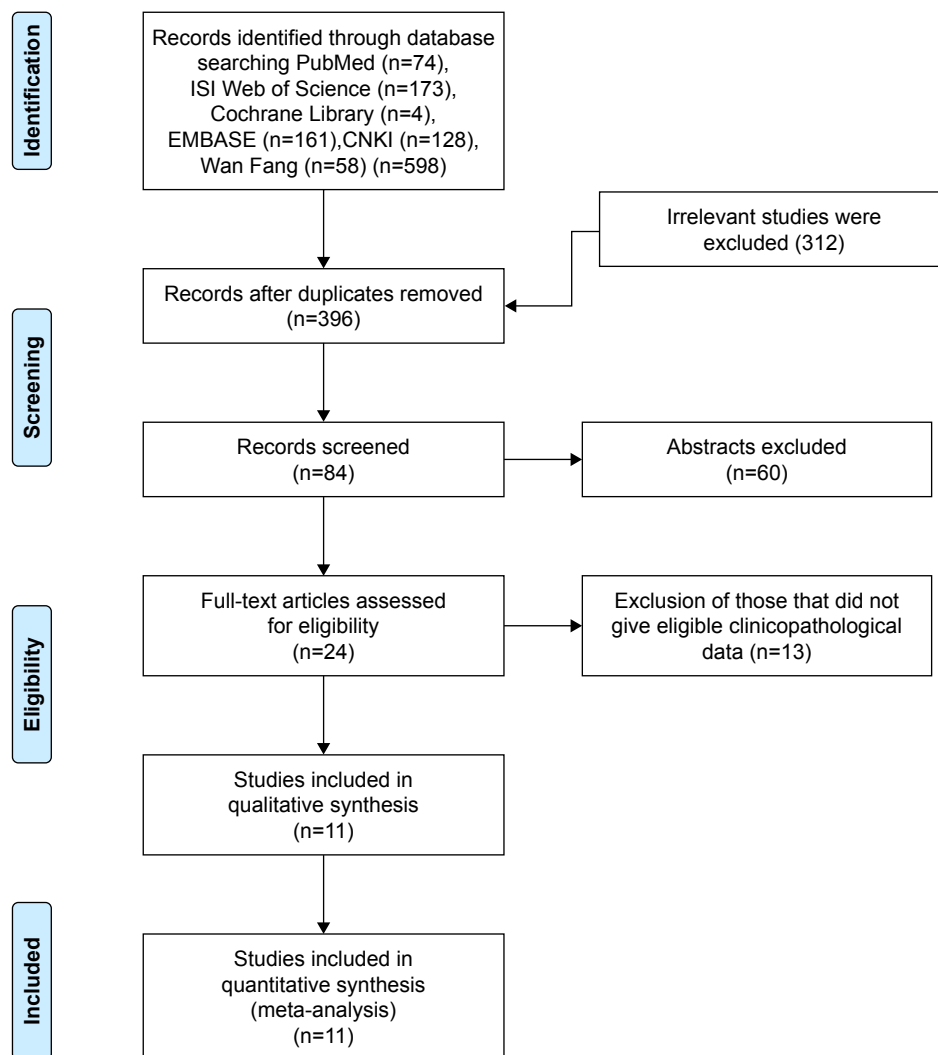 Identification
Records identified through database
searching PubMed (n=74),
ISI Web of Science (n=173),
Cochrane Library (n=4),
EMBASE (n=161),CNKI (n=128),
Wan Fang (n=58) (n=598)
Irrelevant studies were
excluded (312)
Records after duplicates removed
(n=396)
Screening
Records screened
(n=84)
Abstracts excluded
(n=60)
Eligibility
Full-text articles assessed
for eligibility
(n=24)
Exclusion of those that did not
give eligible clinicopathological
data (n=13)
Studies included in
qualitative synthesis
(n=11)
Included
Studies included in
quantitative synthesis
(meta-analysis)
(n=11)